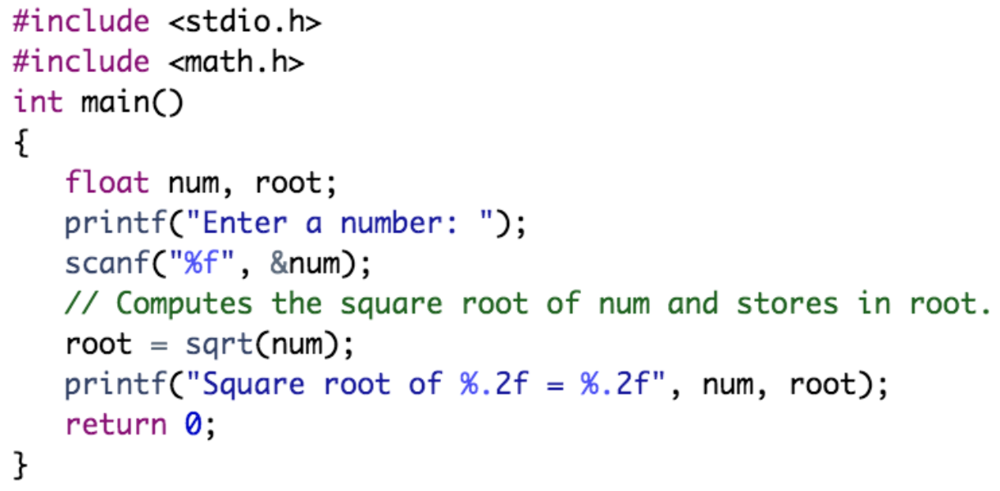 #include <stdio.h>
#include <math.h>
int main()
{
   float num, root;
   printf("Enter a number: ");
   scanf("%f", &num);
   // Computes the square root of num and stores in root.
   root = sqrt(num);
   printf("Square root of %.2f = %.2f", num, root);
   return 0;
}